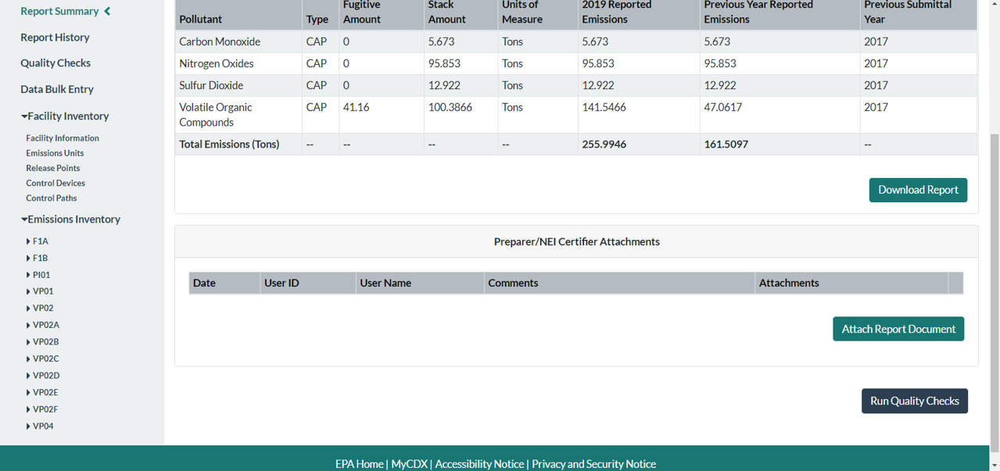 Report Summary
Report History
Quality Checks
Data Bulk Entry
Facility Inventory
Facility Information
Emissions Units
Release Points
Control Devices
Control Paths
Emissions Inventory
F1A
F1B
PI01
VP01
VP02
VP02A
VP02B
VP02C
VP02D
VP02E
VP02F
VP04
Pollutant Type Fugitive Amount Stack Amount Units of Measure 2019 Reported Emissions Previous Year Reported Emissions Previous Submittal Year
Carbon Monoxide CAP 0 5.673 Tons 5.673 5.673 2017
Nitrogen Oxides CAP 0 95.853 Tons 95.853 95.853 2017
Sulfur Dioxide CAP 0 12.922 Tons 12.922 12.922 2017
Volatile Organic Compounds CAP 41.16 100.3866 Tons 141.5466 47.0617 2017
Total Emissions (Tons) -- -- -- -- 255.9946 161.5097 --
Download Report
Preparer/NEI Certifier Attachments
Date User ID User Name Comments Attachments
Attach Report Document
Run Quality Checks
EPA Home | MyCDX | Accessibility Notice | Privacy and Security Notice